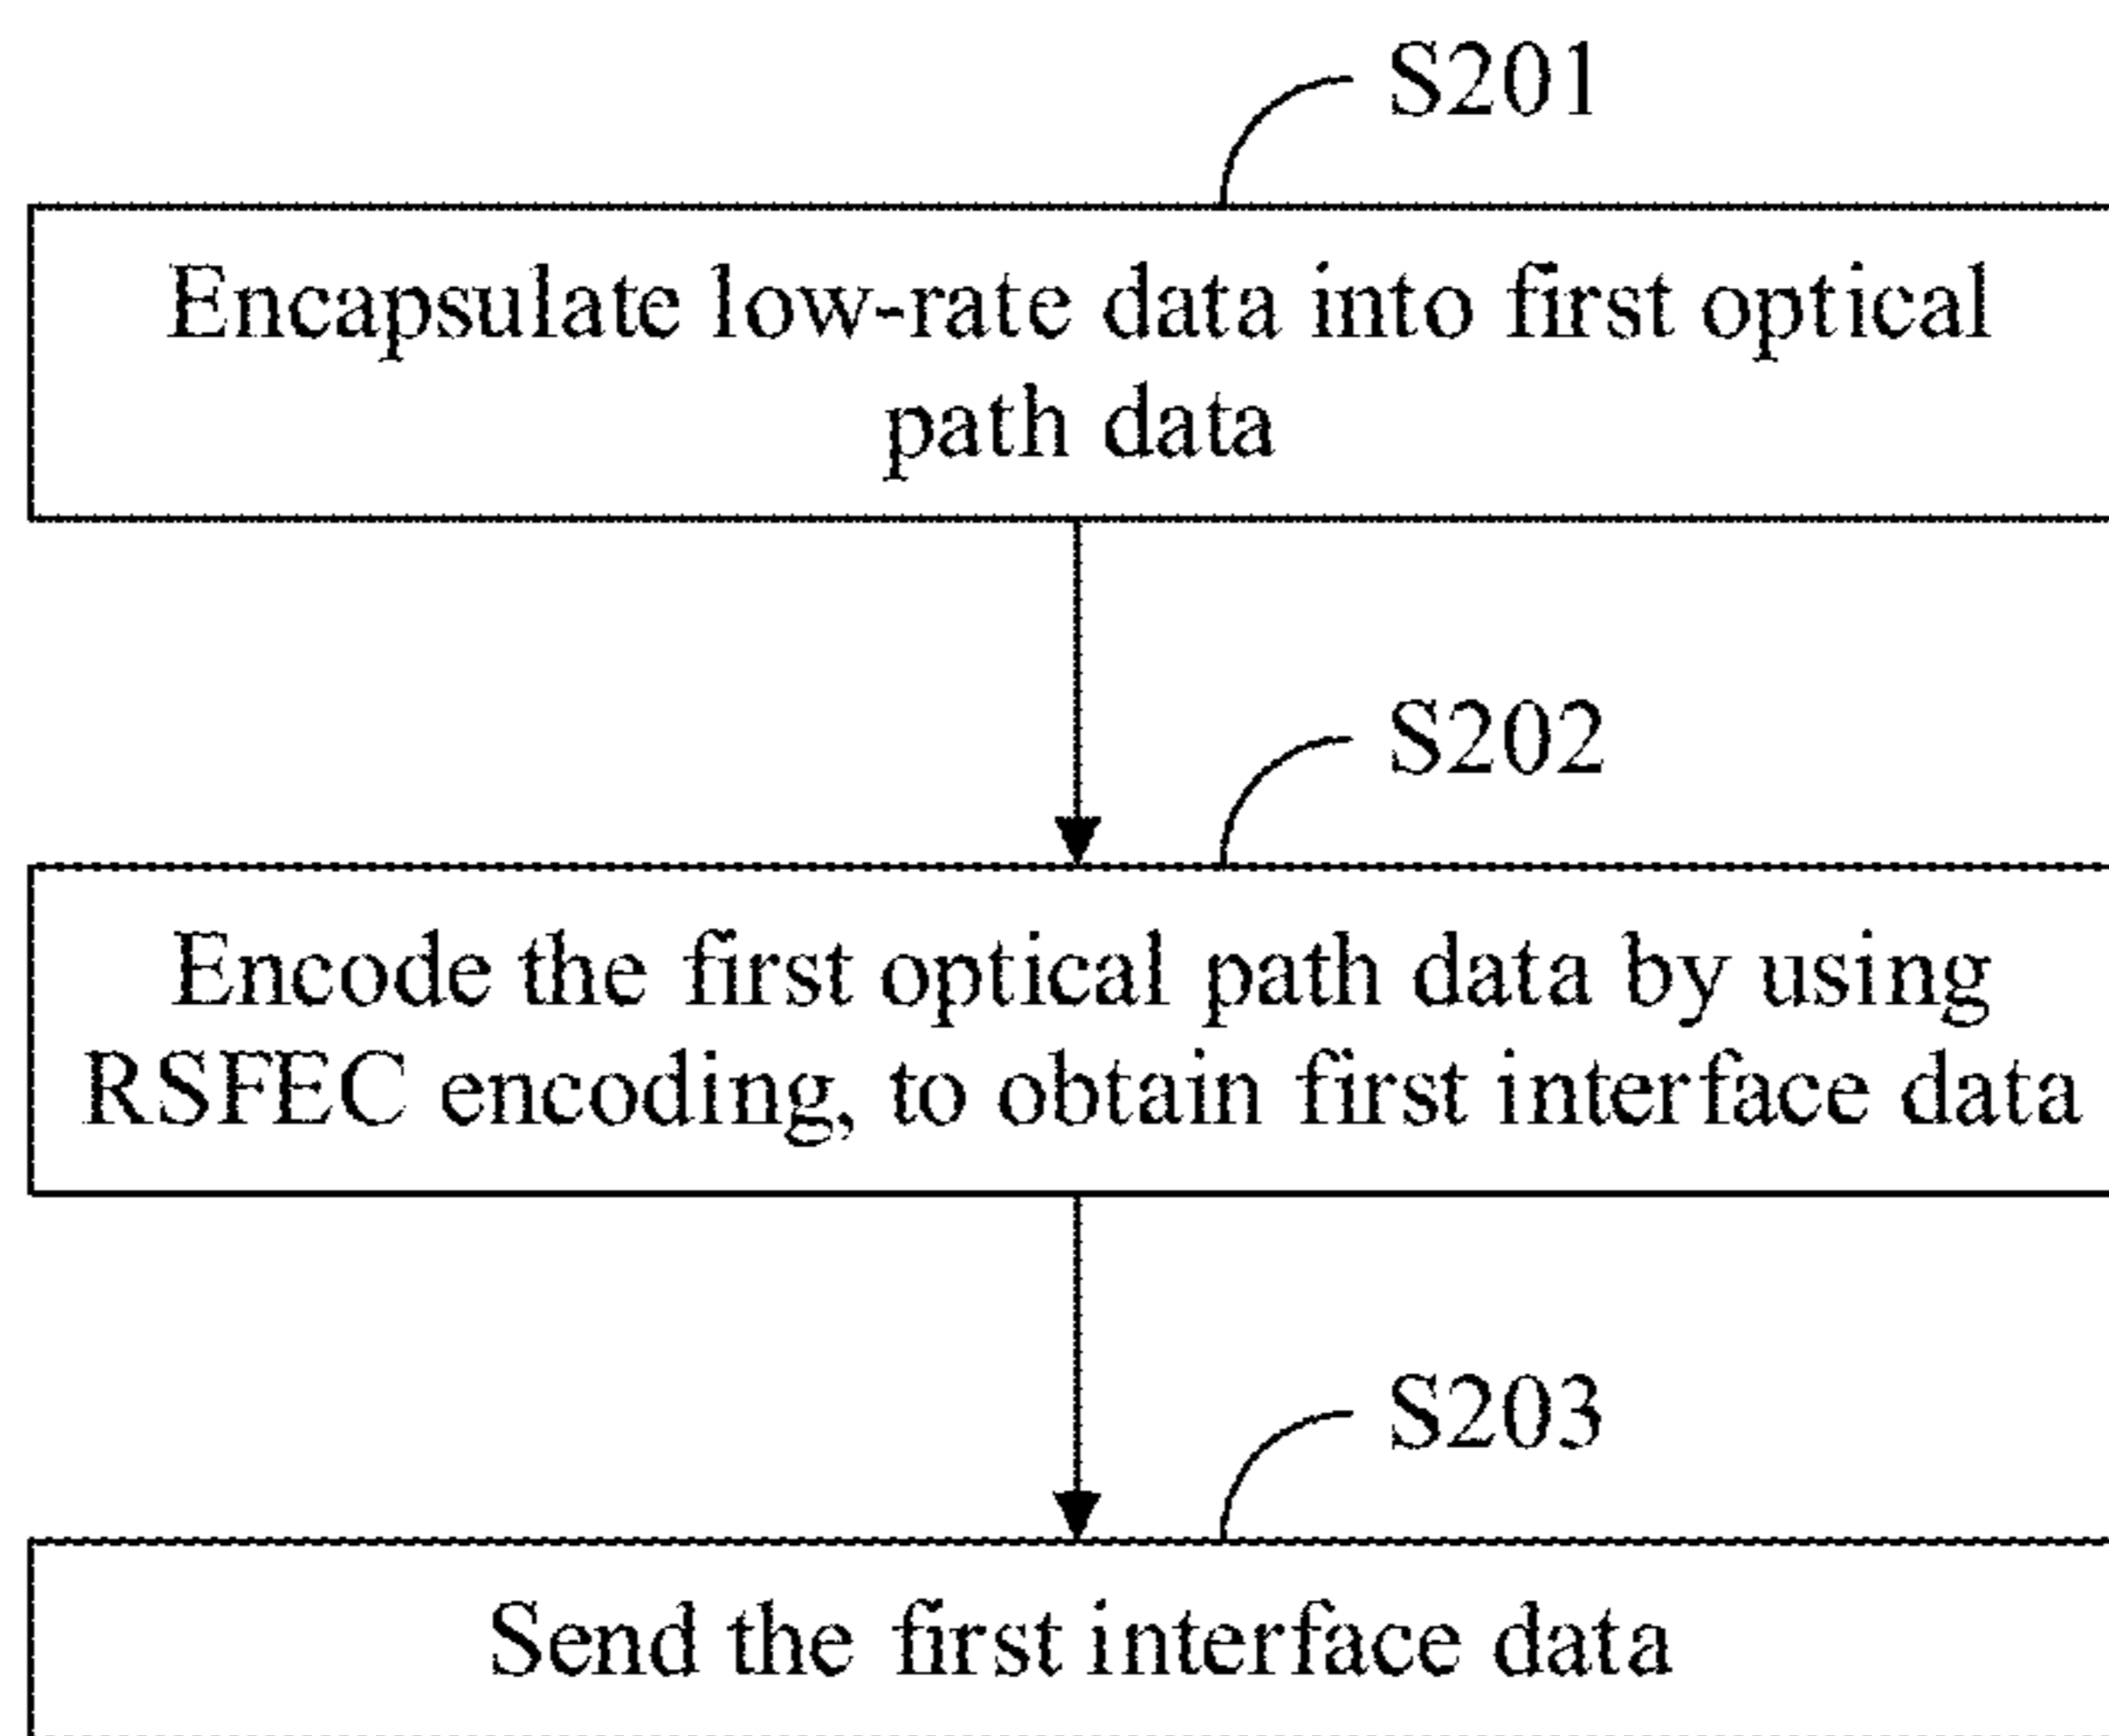 S201
Encapsulate low-rate data into first optical
path data
S202
Encode the first optical path data by using
RSFEC encoding, to obtain first interface data
S203
Send the first interface data